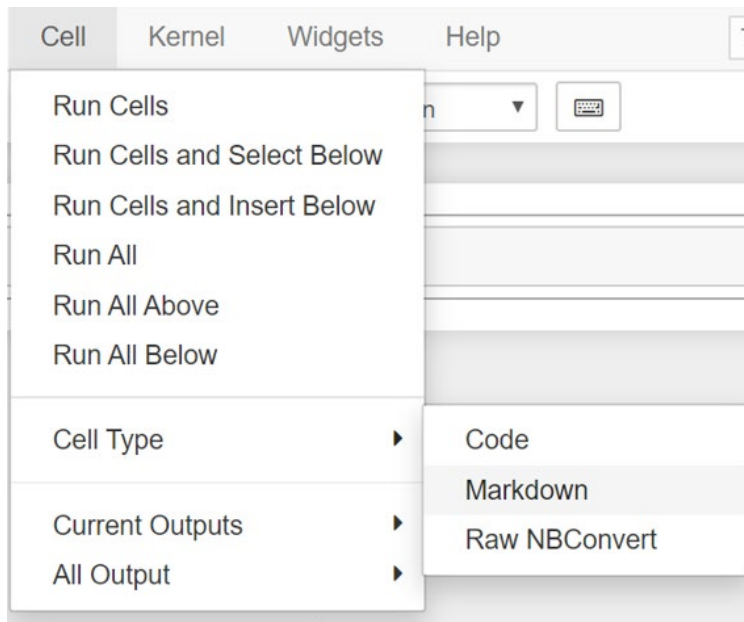 Cell Kernel Widgets Help
n
Run Cells
Run Cells and Select Below
Run Cells and Insert Below
Run All
Run All Above
Run All Below
Cell Type
Code
Markdown
Raw NBConvert
Current Outputs
All Output